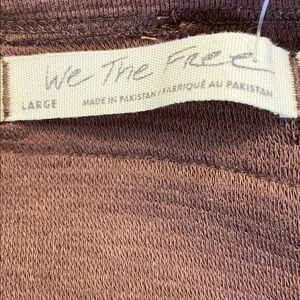 We The Free
LARGE MADE IN PAKISTAN / FABRIQUÉ AU PAKISTAN